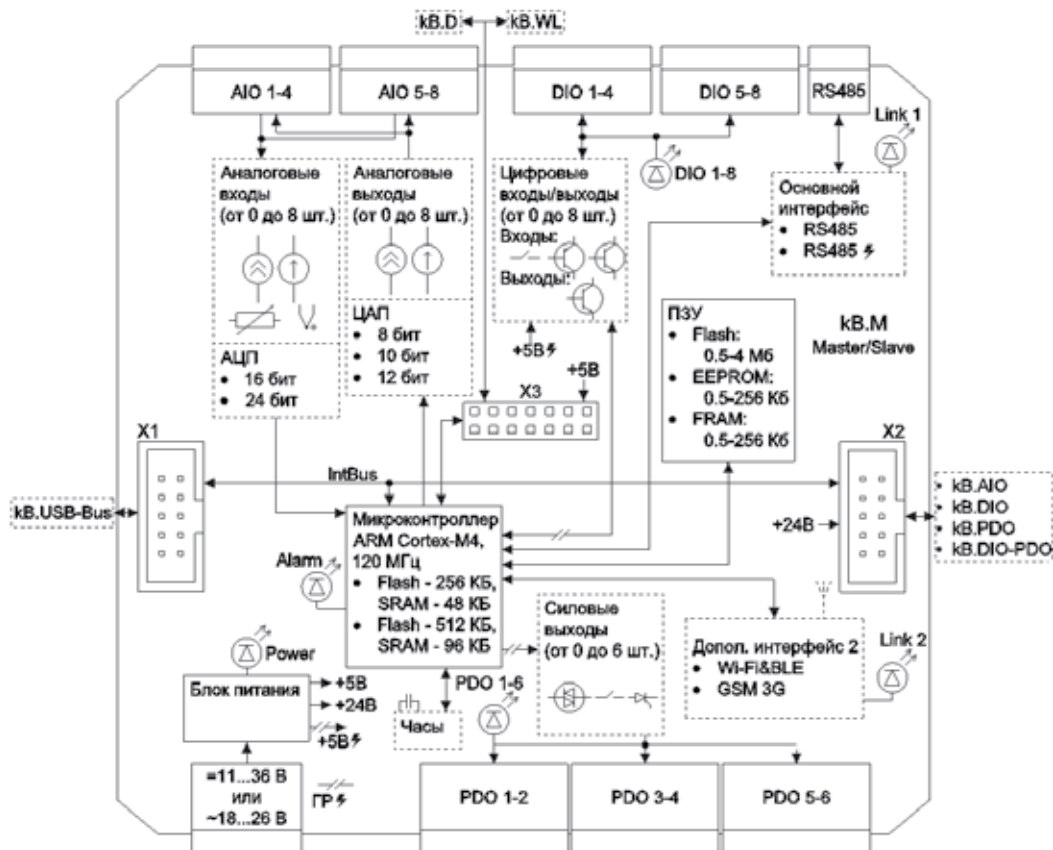 kB.D
kB.WL
AIO 1-4
AIO 5-8
DIO 1-4
DIO 5-8
RS485
Link 1
Аналоговые
входы
(от 0 до 8 шт.)
АЦП
• 16 бит
• 24 бит
Аналоговые
выходы
(от 0 до 8 шт.)
ЦАП
• 8 бит
• 10 бит
• 12 бит
Цифровые
входы/выходы
(от 0 до 8 шт.)
Входы:
Выходы:
DIO 1-8
Основной
интерфейс
• RS485
• RS485
+5В
+5В
X3
ПЗУ
• Flash:
0.5-4 Мб
• EEPROM:
0.5-256 Кб
• FRAM:
0.5-256 Кб
kB.M
Master/Slave
X1
X2
IntBus
kB.USB-Bus
+24В
• kB.AIO
• kB.DIO
• kB.PDO
• kB.DIO-PDO
Микроконтроллер
ARM Cortex-M4,
120 МГц
• Flash - 256 КБ,
SRAM - 48 КБ
• Flash - 512 КБ,
SRAM - 96 КБ
Alarm
Силовые
выходы
(от 0 до 6 шт.)
Допол. интерфейс 2
• Wi-Fi&BLE
• GSM 3G
Link 2
Power
Блок питания
+5В
+24В
+5В
PDO 1-6
Часы
=11...36 В
или
~18...26 В
ГР
PDO 1-2
PDO 3-4
PDO 5-6